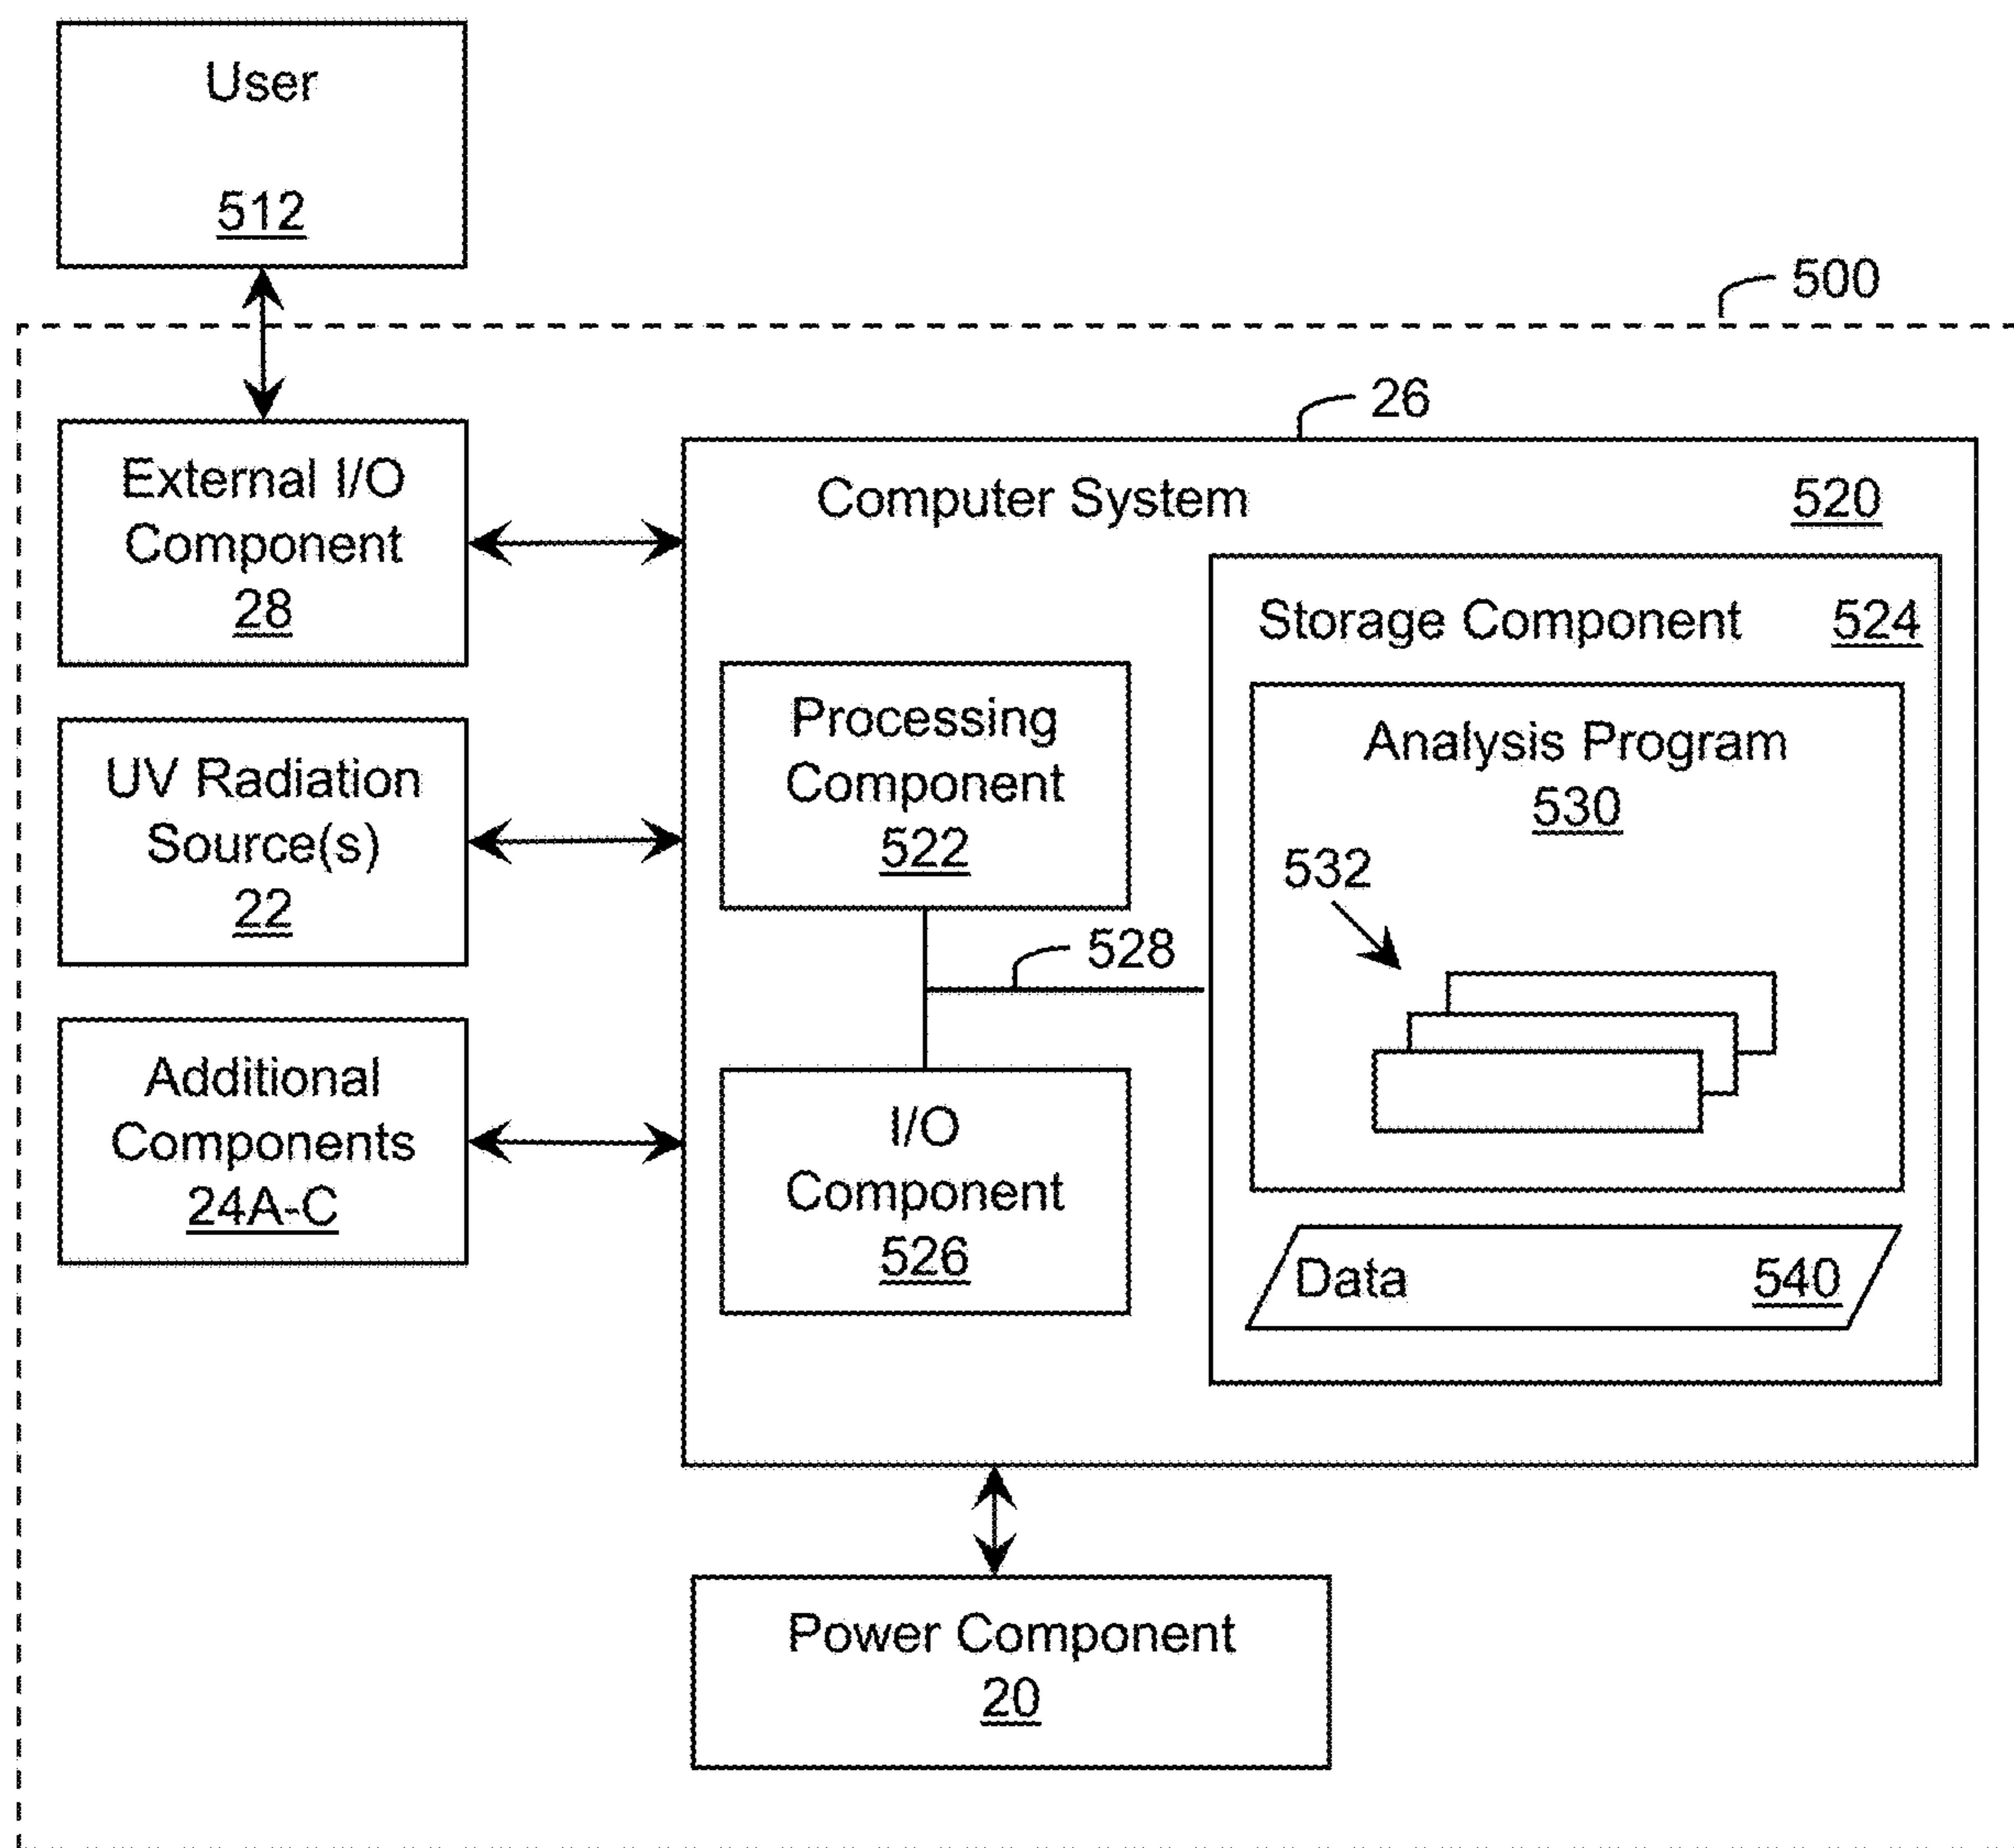 User
512
500
26
External I/O
Component
28
Computer System
520
Storage Component
524
UV Radiation
Source(s)
22
Processing
Component
522
Analysis Program
530
532
528
Additional
Components
24A-C
I/O
Component
526
Data
540
Power Component
20